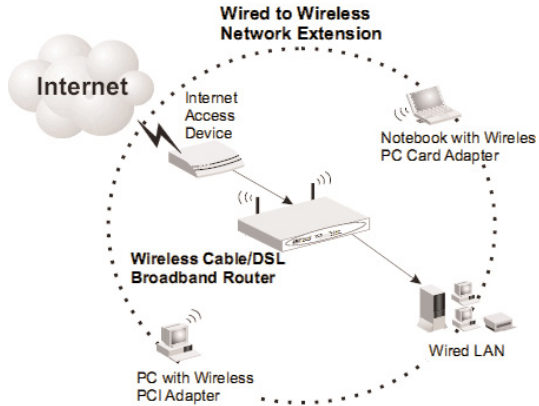 Wired to Wireless
Network Extension
Internet
Internet
Access
Device
Notebook with Wireles
PC Card Adapter
Wireless Cable/DSL
Broadband Router
Wired LAN
PC with Wireless
PCI Adapter